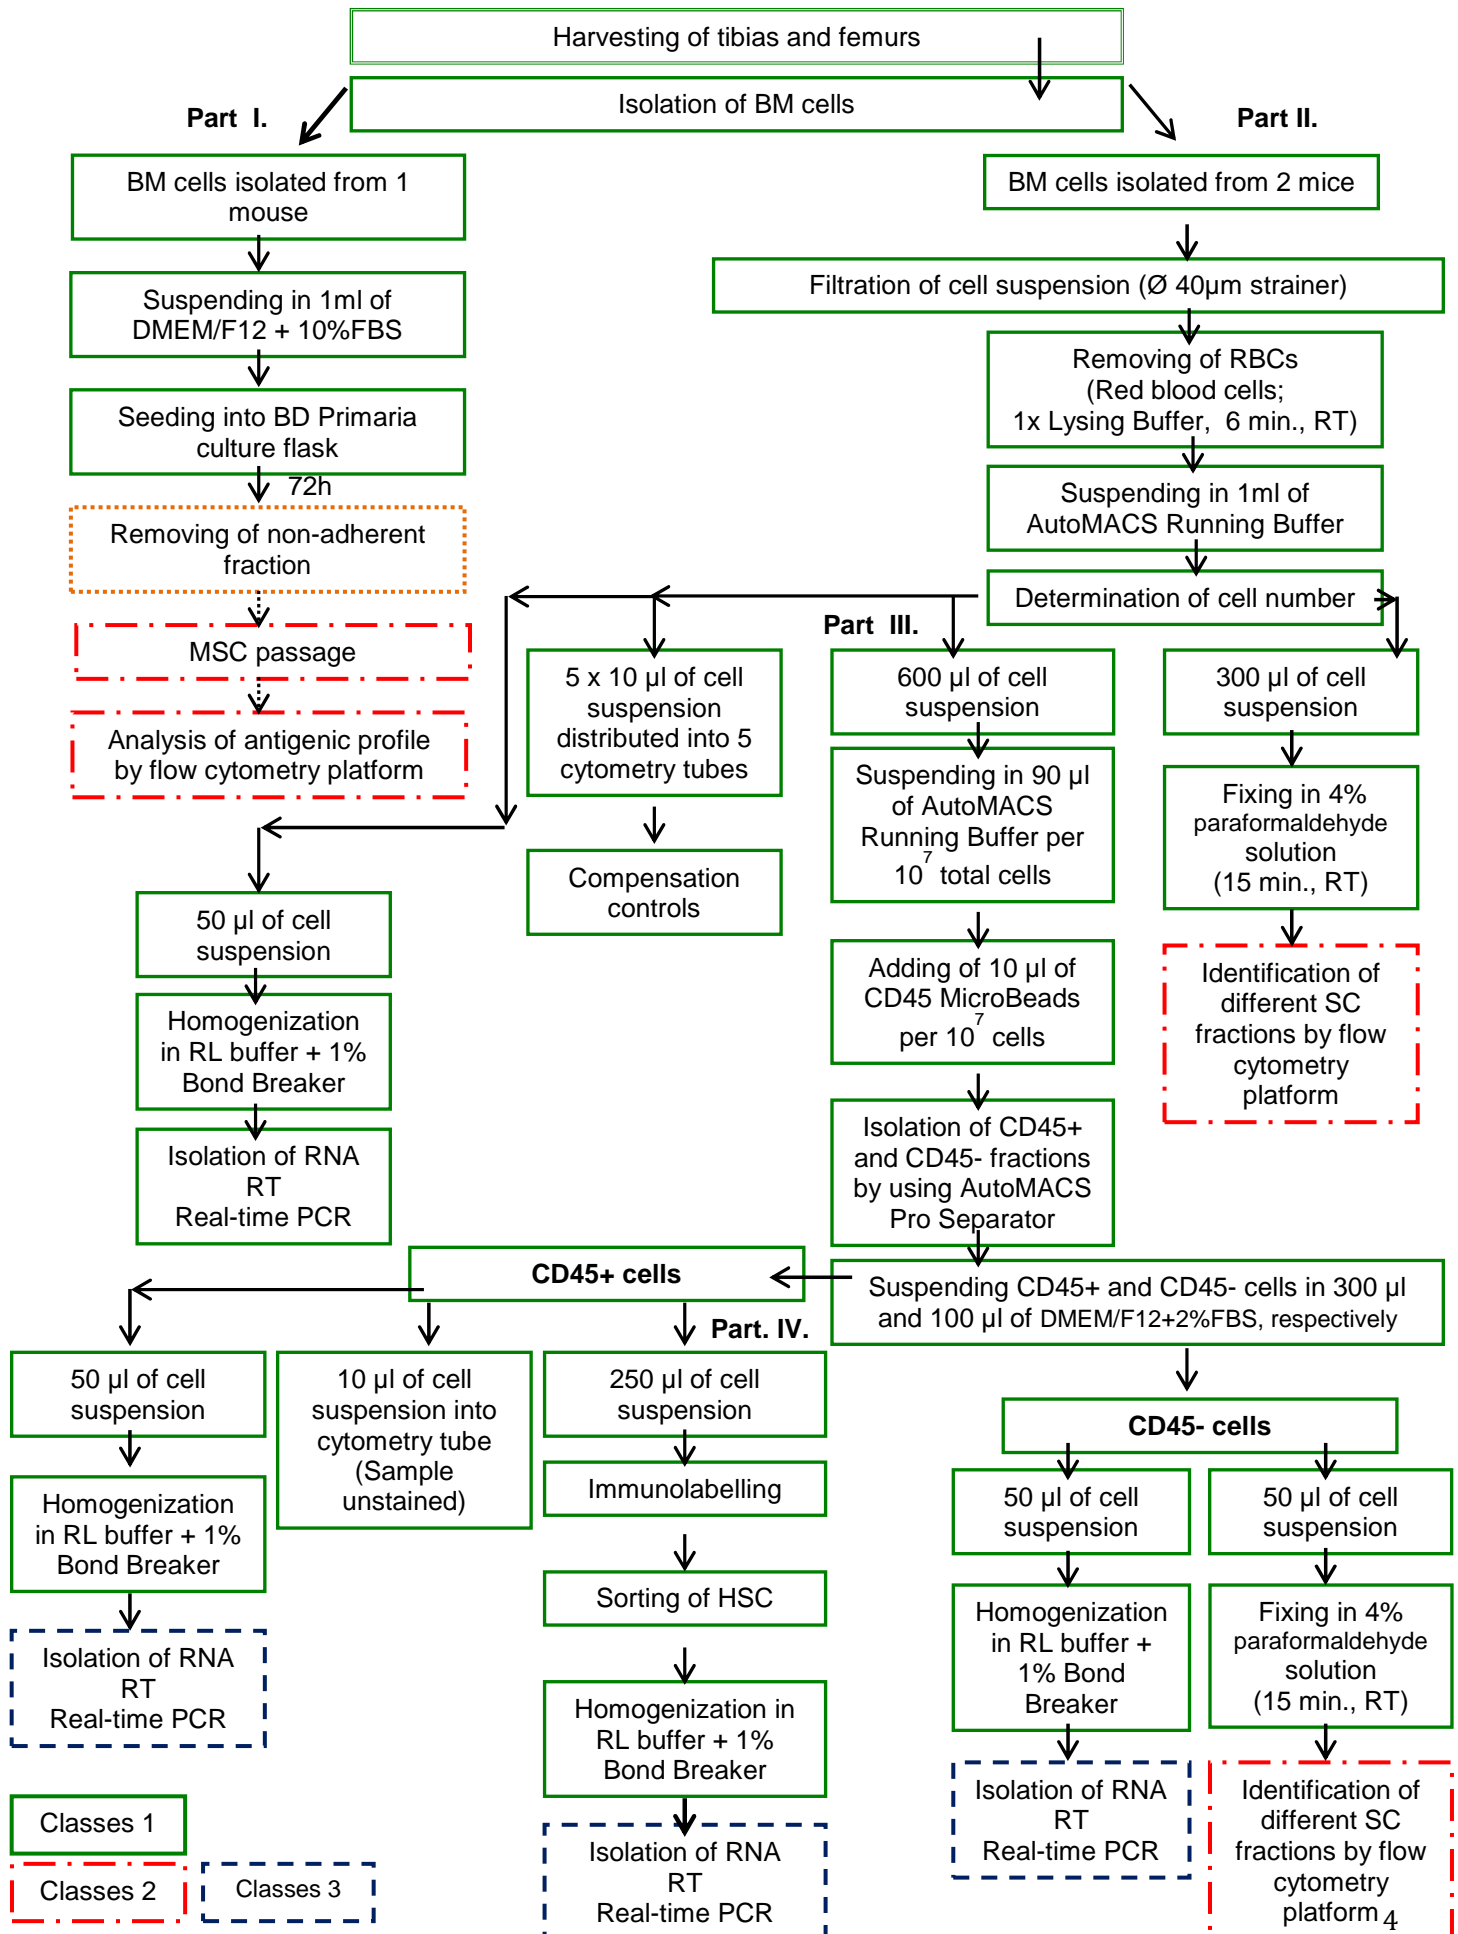 Harvesting of tibias and femurs
Isolation of BM cells
Part I.
Part II.
BM cells isolated from 1
mouse
Suspending in 1ml of
DMEM/F12 + 10%FBS
Seeding into BD Primaria
culture flask
72h
Removing of non-adherent
fraction
MSC passage
Analysis of antigenic profile
by flow cytometry platform
BM cells isolated from 2 mice
Filtration of cell suspension (Ø 40µm strainer)
Removing of RBCs
(Red blood cells;
1x Lysing Buffer, 6 min., RT)
Suspending in 1ml of
AutoMACS Running Buffer
Determination of cell number
Part III.
50 µl of cell
suspension
Homogenization
in RL buffer + 1%
Bond Breaker
Isolation of RNA
RT
Real-time PCR
5 x 10 µl of cell
suspension
distributed into 5
cytometry tubes
Compensation
controls
600 µl of cell
suspension
Suspending in 90 µl
of AutoMACS
Running Buffer per
10^7 total cells
Adding of 10 µl of
CD45 MicroBeads
per 10^7 cells
Isolation of CD45+
and CD45- fractions
by using AutoMACS
Pro Separator
300 µl of cell
suspension
Fixing in 4%
paraformaldehyde
solution
(15 min., RT)
Identification of
different SC
fractions by flow
cytometry
platform
Suspending CD45+ and CD45- cells in 300 µl
and 100 µl of DMEM/F12+2%FBS, respectively
CD45+ cells
Part. IV.
50 µl of cell
suspension
Homogenization
in RL buffer + 1%
Bond Breaker
Isolation of RNA
RT
Real-time PCR
10 µl of cell
suspension into
cytometry tube
(Sample
unstained)
250 µl of cell
suspension
Immunolabelling
Sorting of HSC
Homogenization in
RL buffer + 1%
Bond Breaker
Isolation of RNA
RT
Real-time PCR
CD45- cells
50 µl of cell
suspension
Homogenization
in RL buffer +
1% Bond
Breaker
Isolation of RNA
RT
Real-time PCR
50 µl of cell
suspension
Fixing in 4%
paraformaldehyde
solution
(15 min., RT)
Identification of
different SC
fractions by flow
cytometry
platform
Classes 1
Classes 2
Classes 3
4